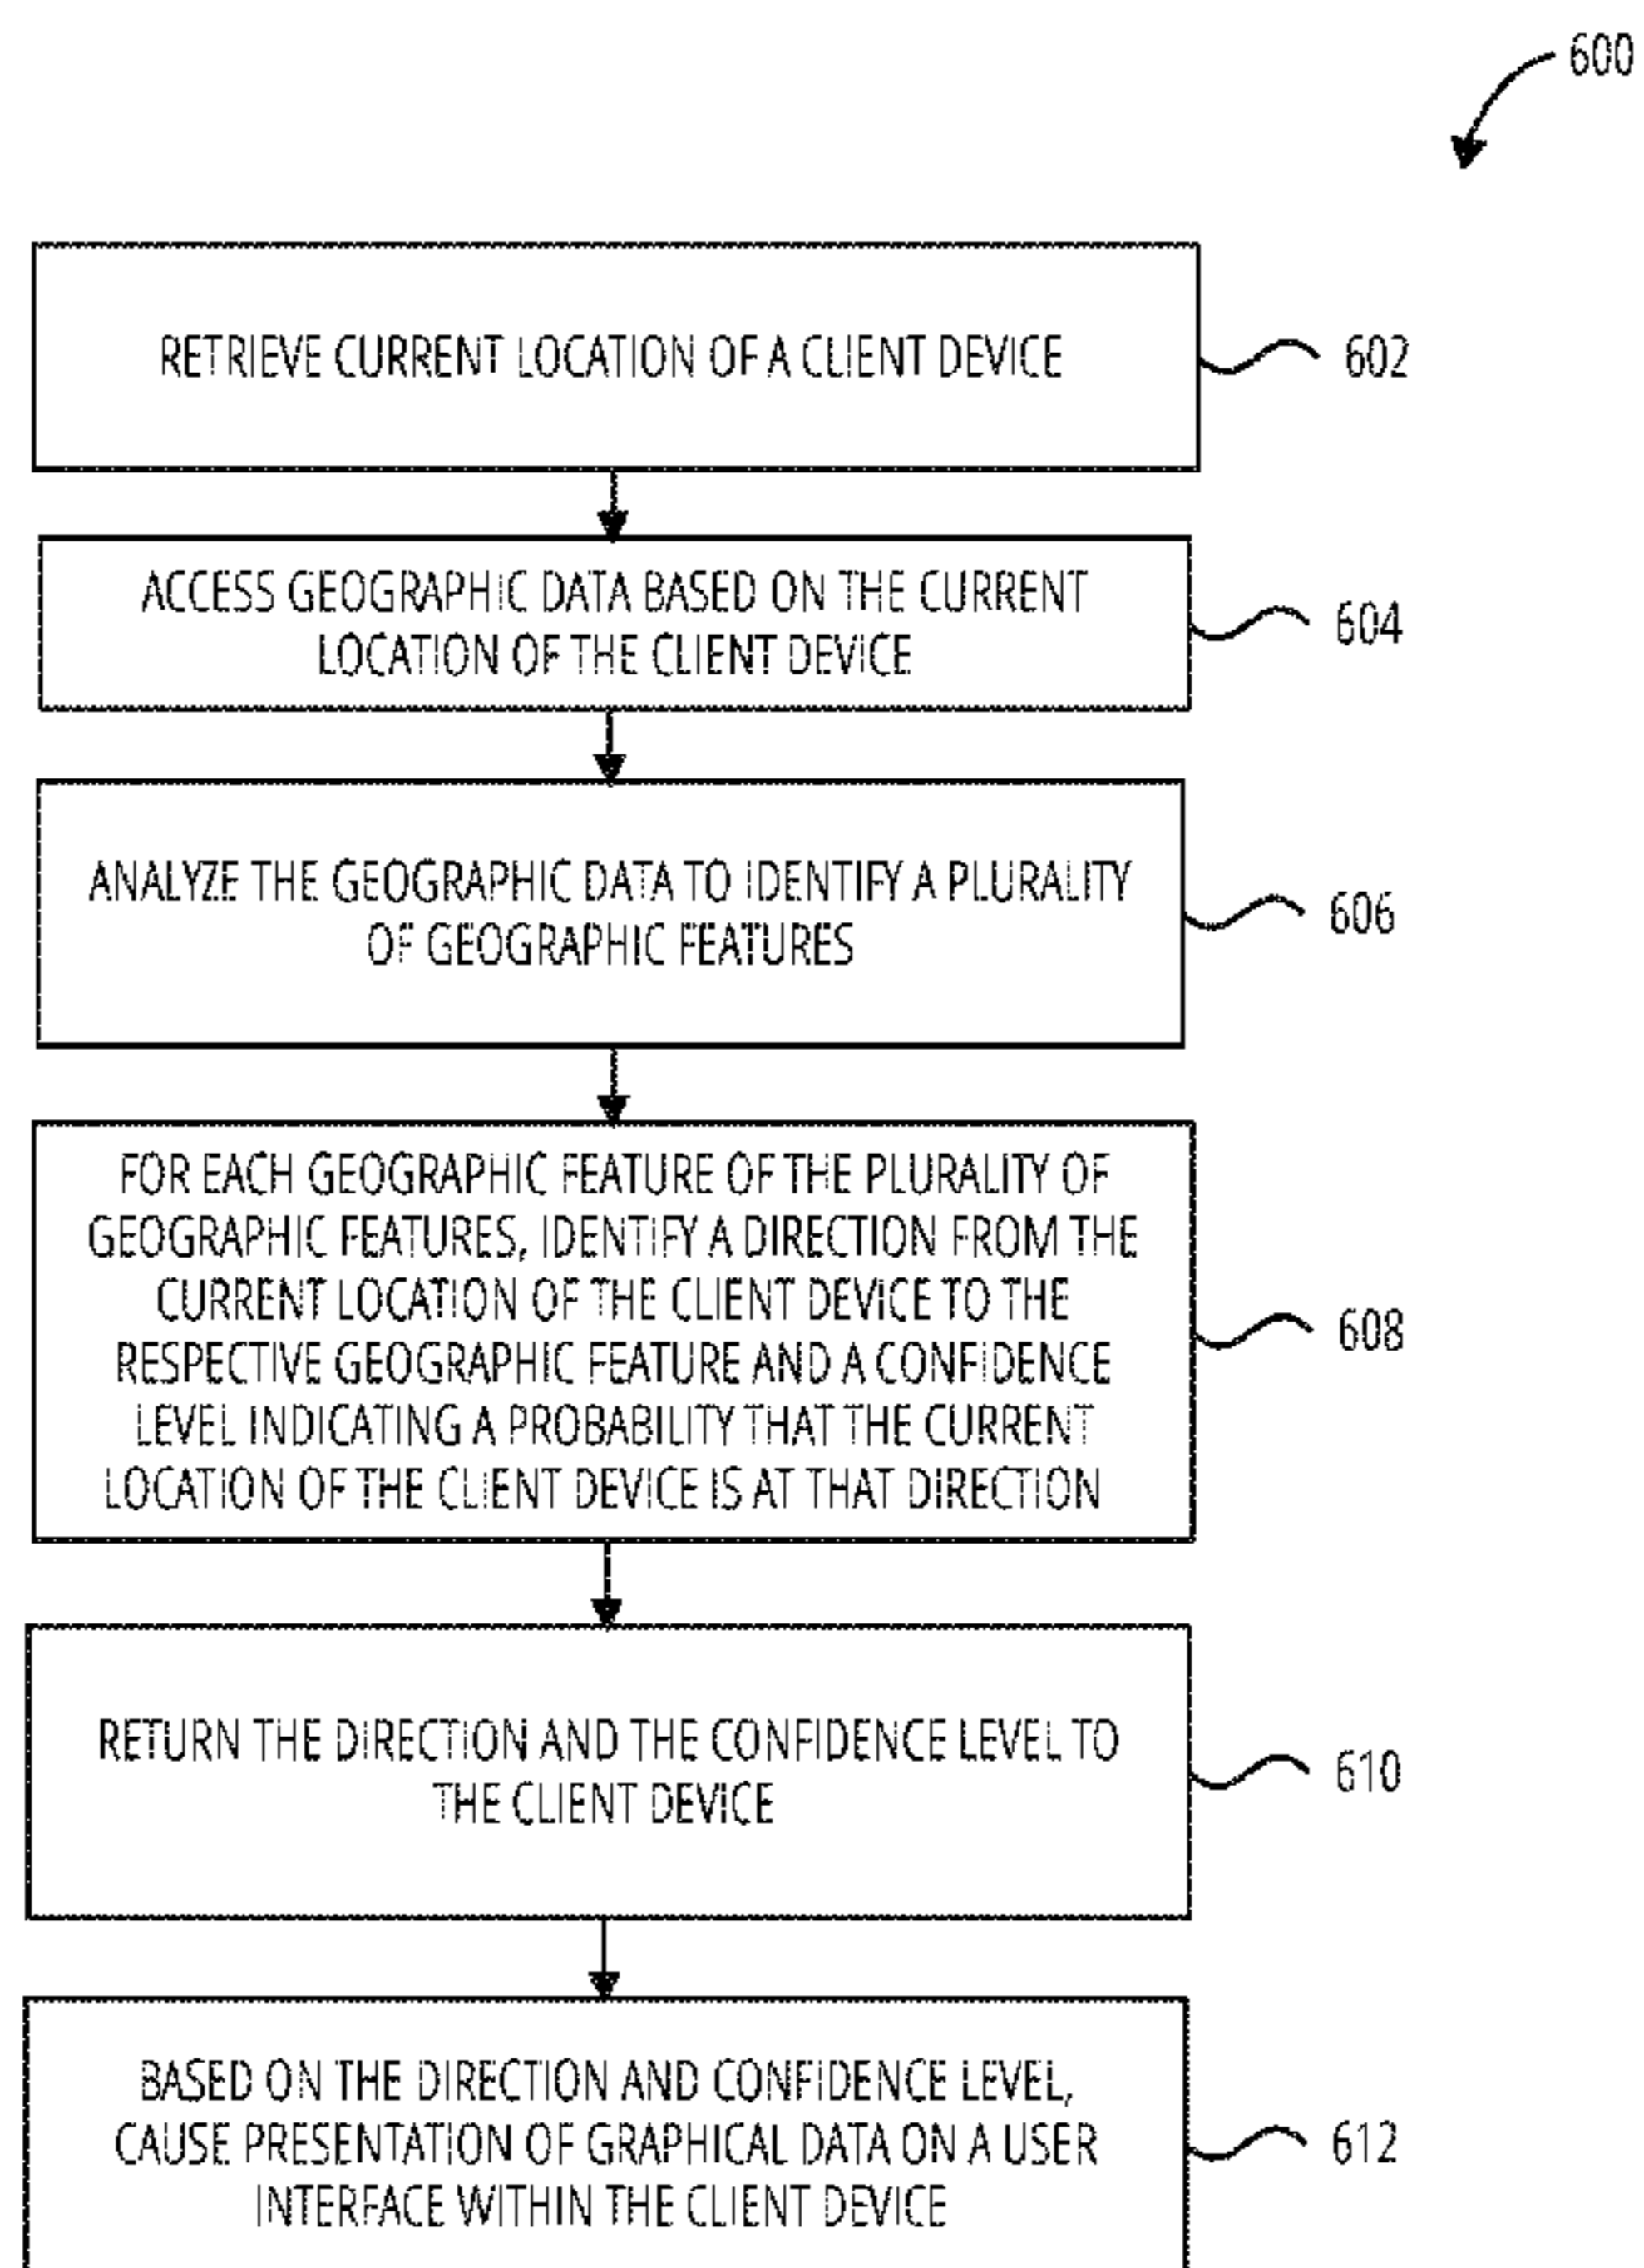 600
RETRIEVE CURRENT LOCATION OF A CLIENT DEVICE
602
ACCESS GEOGRAPHIC DATA BASED ON THE CURRENT
LOCATION OF THE CLIENT DEVICE
604
ANALYZE THE GEOGRAPHIC DATA TO IDENTIFY A PLURALITY
OF GEOGRAPHIC FEATURES
606
FOR EACH GEOGRAPHIC FEATURE OF THE PLURALITY OF
GEOGRAPHIC FEATURES, IDENTIFY A DIRECTION FROM THE
CURRENT LOCATION OF THE CLIENT DEVICE TO THE
RESPECTIVE GEOGRAPHIC FEATURE AND A CONFIDENCE
LEVEL INDICATING A PROBABILITY THAT THE CURRENT
LOCATION OF THE CLIENT DEVICE IS AT THAT DIRECTION
608
RETURN THE DIRECTION AND THE CONFIDENCE LEVEL TO
THE CLIENT DEVICE
610
BASED ON THE DIRECTION AND CONFIDENCE LEVEL,
CAUSE PRESENTATION OF GRAPHICAL DATA ON A USER
INTERFACE WITHIN THE CLIENT DEVICE
612